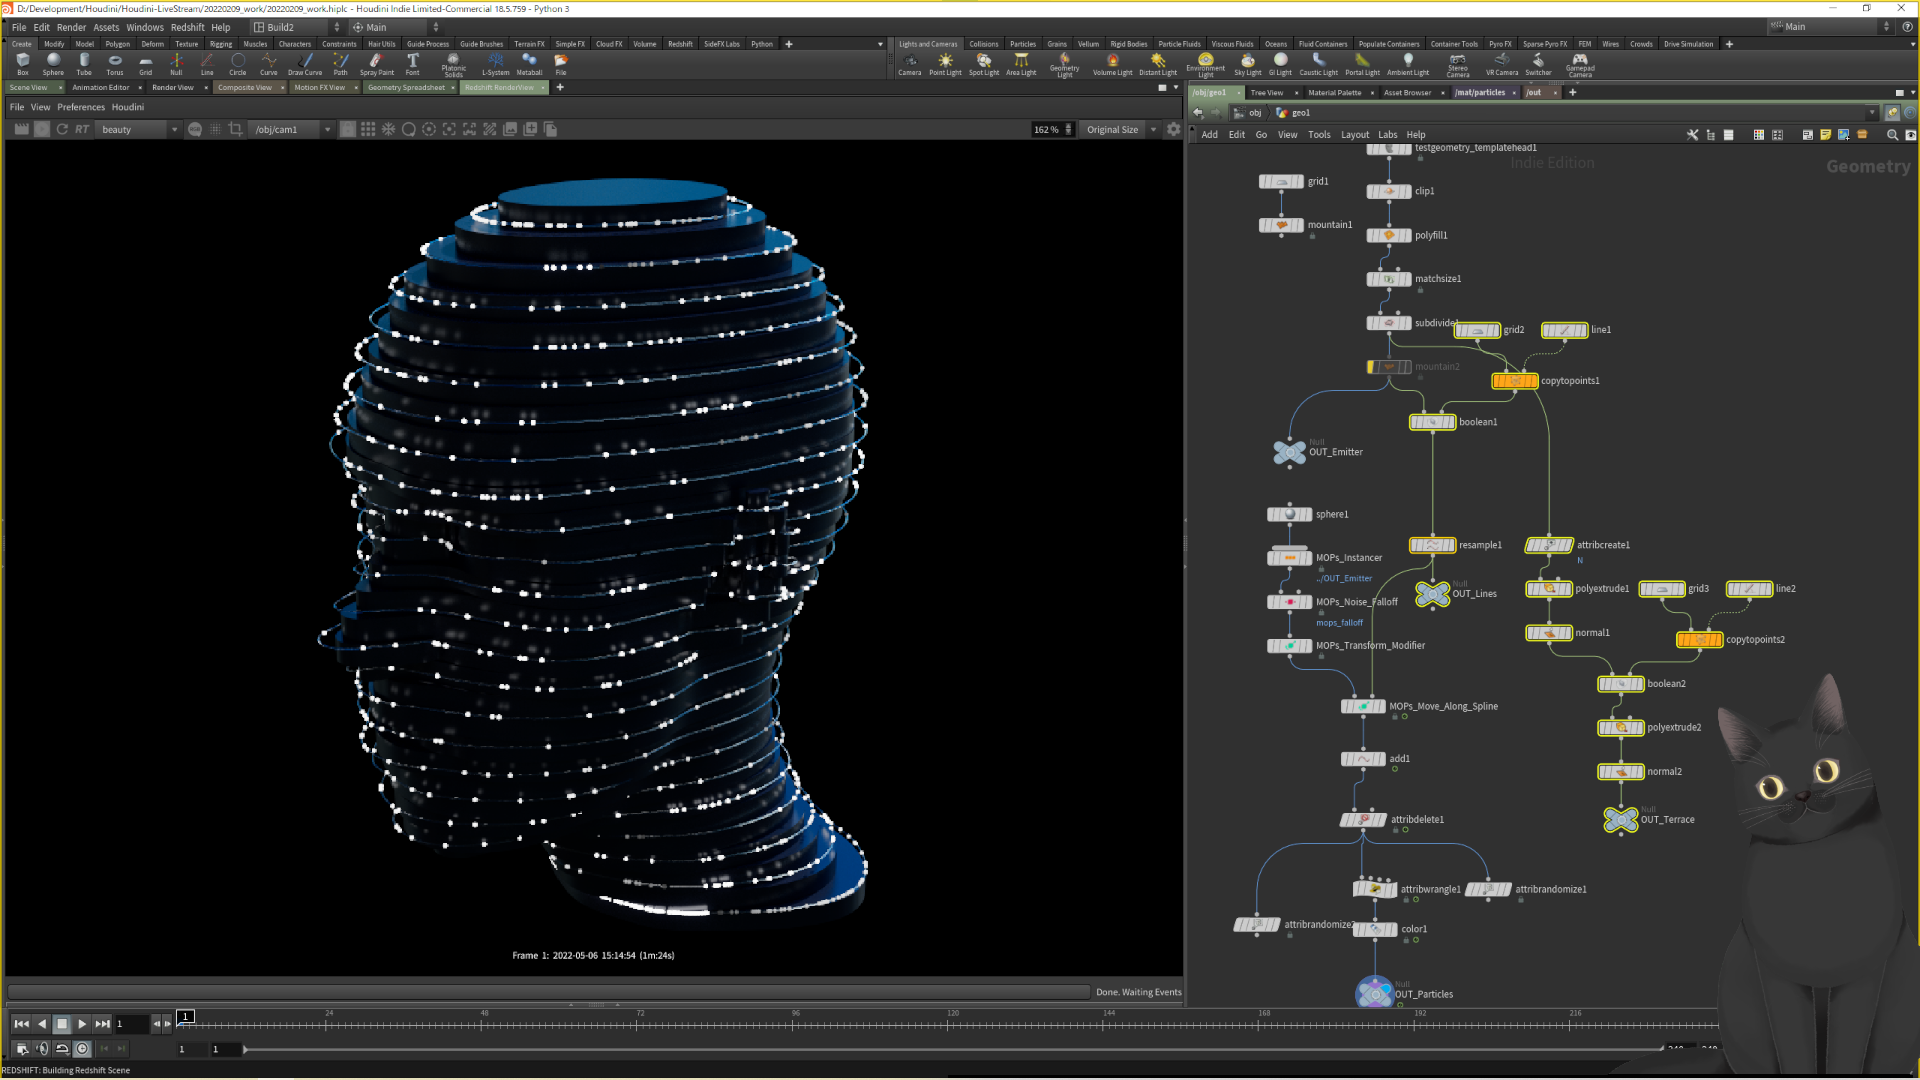 D:/Development/Houdini/Houdini-LiveStream/20220209_work/20220209_work.hiplc - Houdini Indie Limited-Commercial 18.5.759 - Python 3
File Edit Render Assets Windows Redshift Help Build2 Main Main
Create Modify Model Polygon Deform Texture Rigging Muscles Characters Constraints Hair Utils Guide Process Guide Brushes Terrain FX Simple FX Cloud FX Volume Redshift SideFX Labs Python
Lights and Cameras Collisions Particles Grains Vellum Rigid Bodies Particle Fluids Viscous Fluids Oceans Fluid Containers Populate Containers Container Tools Pyro FX Sparse Pyro FX FEM Wires Crowds Drive Simulation
Box Sphere Tube Torus Grid Null Line Circle Curve Draw Curve Path Spray Paint Font Platonic Solids L-System Metaball File
Camera Point Light Spot Light Area Light Geometry Light Volume Light Distant Light Environment Light Sky Light GI Light Caustic Light Portal Light Ambient Light Stereo Camera VR Camera Switcher Gamepad Camera
Scene View Animation Editor Render View Composite View Motion FX View Geometry Spreadsheet Redshift RenderView
/obj/geo1 Tree View Material Palette Asset Browser /mat/particles /out
File View Preferences Houdini
obj geo1
RT beauty /obj/cam1 162 % Original Size
Add Edit Go View Tools Layout Labs Help
Indie Edition
Geometry
testgeometry_templatehead1
grid1
clip1
mountain1
polyfill1
matchsize1
subdivide
grid2
line1
mountain2
copytopoints1
boolean1
Null
OUT_Emitter
sphere1
resample1
attribcreate1
N
MOPs_Instancer
../OUT_Emitter
Null
OUT_Lines
polyextrude1
grid3
line2
MOPs_Noise_Falloff
mops_falloff
normal1
copytopoints2
MOPs_Transform_Modifier
boolean2
MOPs_Move_Along_Spline
polyextrude2
add1
normal2
Null
OUT_Terrace
attribdelete1
attribwrangle1
attribrandomize1
attribrandomize2
color1
Null
OUT_Particles
Frame 1: 2022-05-06 15:14:54 (1m:24s)
Done. Waiting Events
1 1 24 48 72 96 120 144 168 192 216
1 1
REDSHIFT: Building Redshift Scene